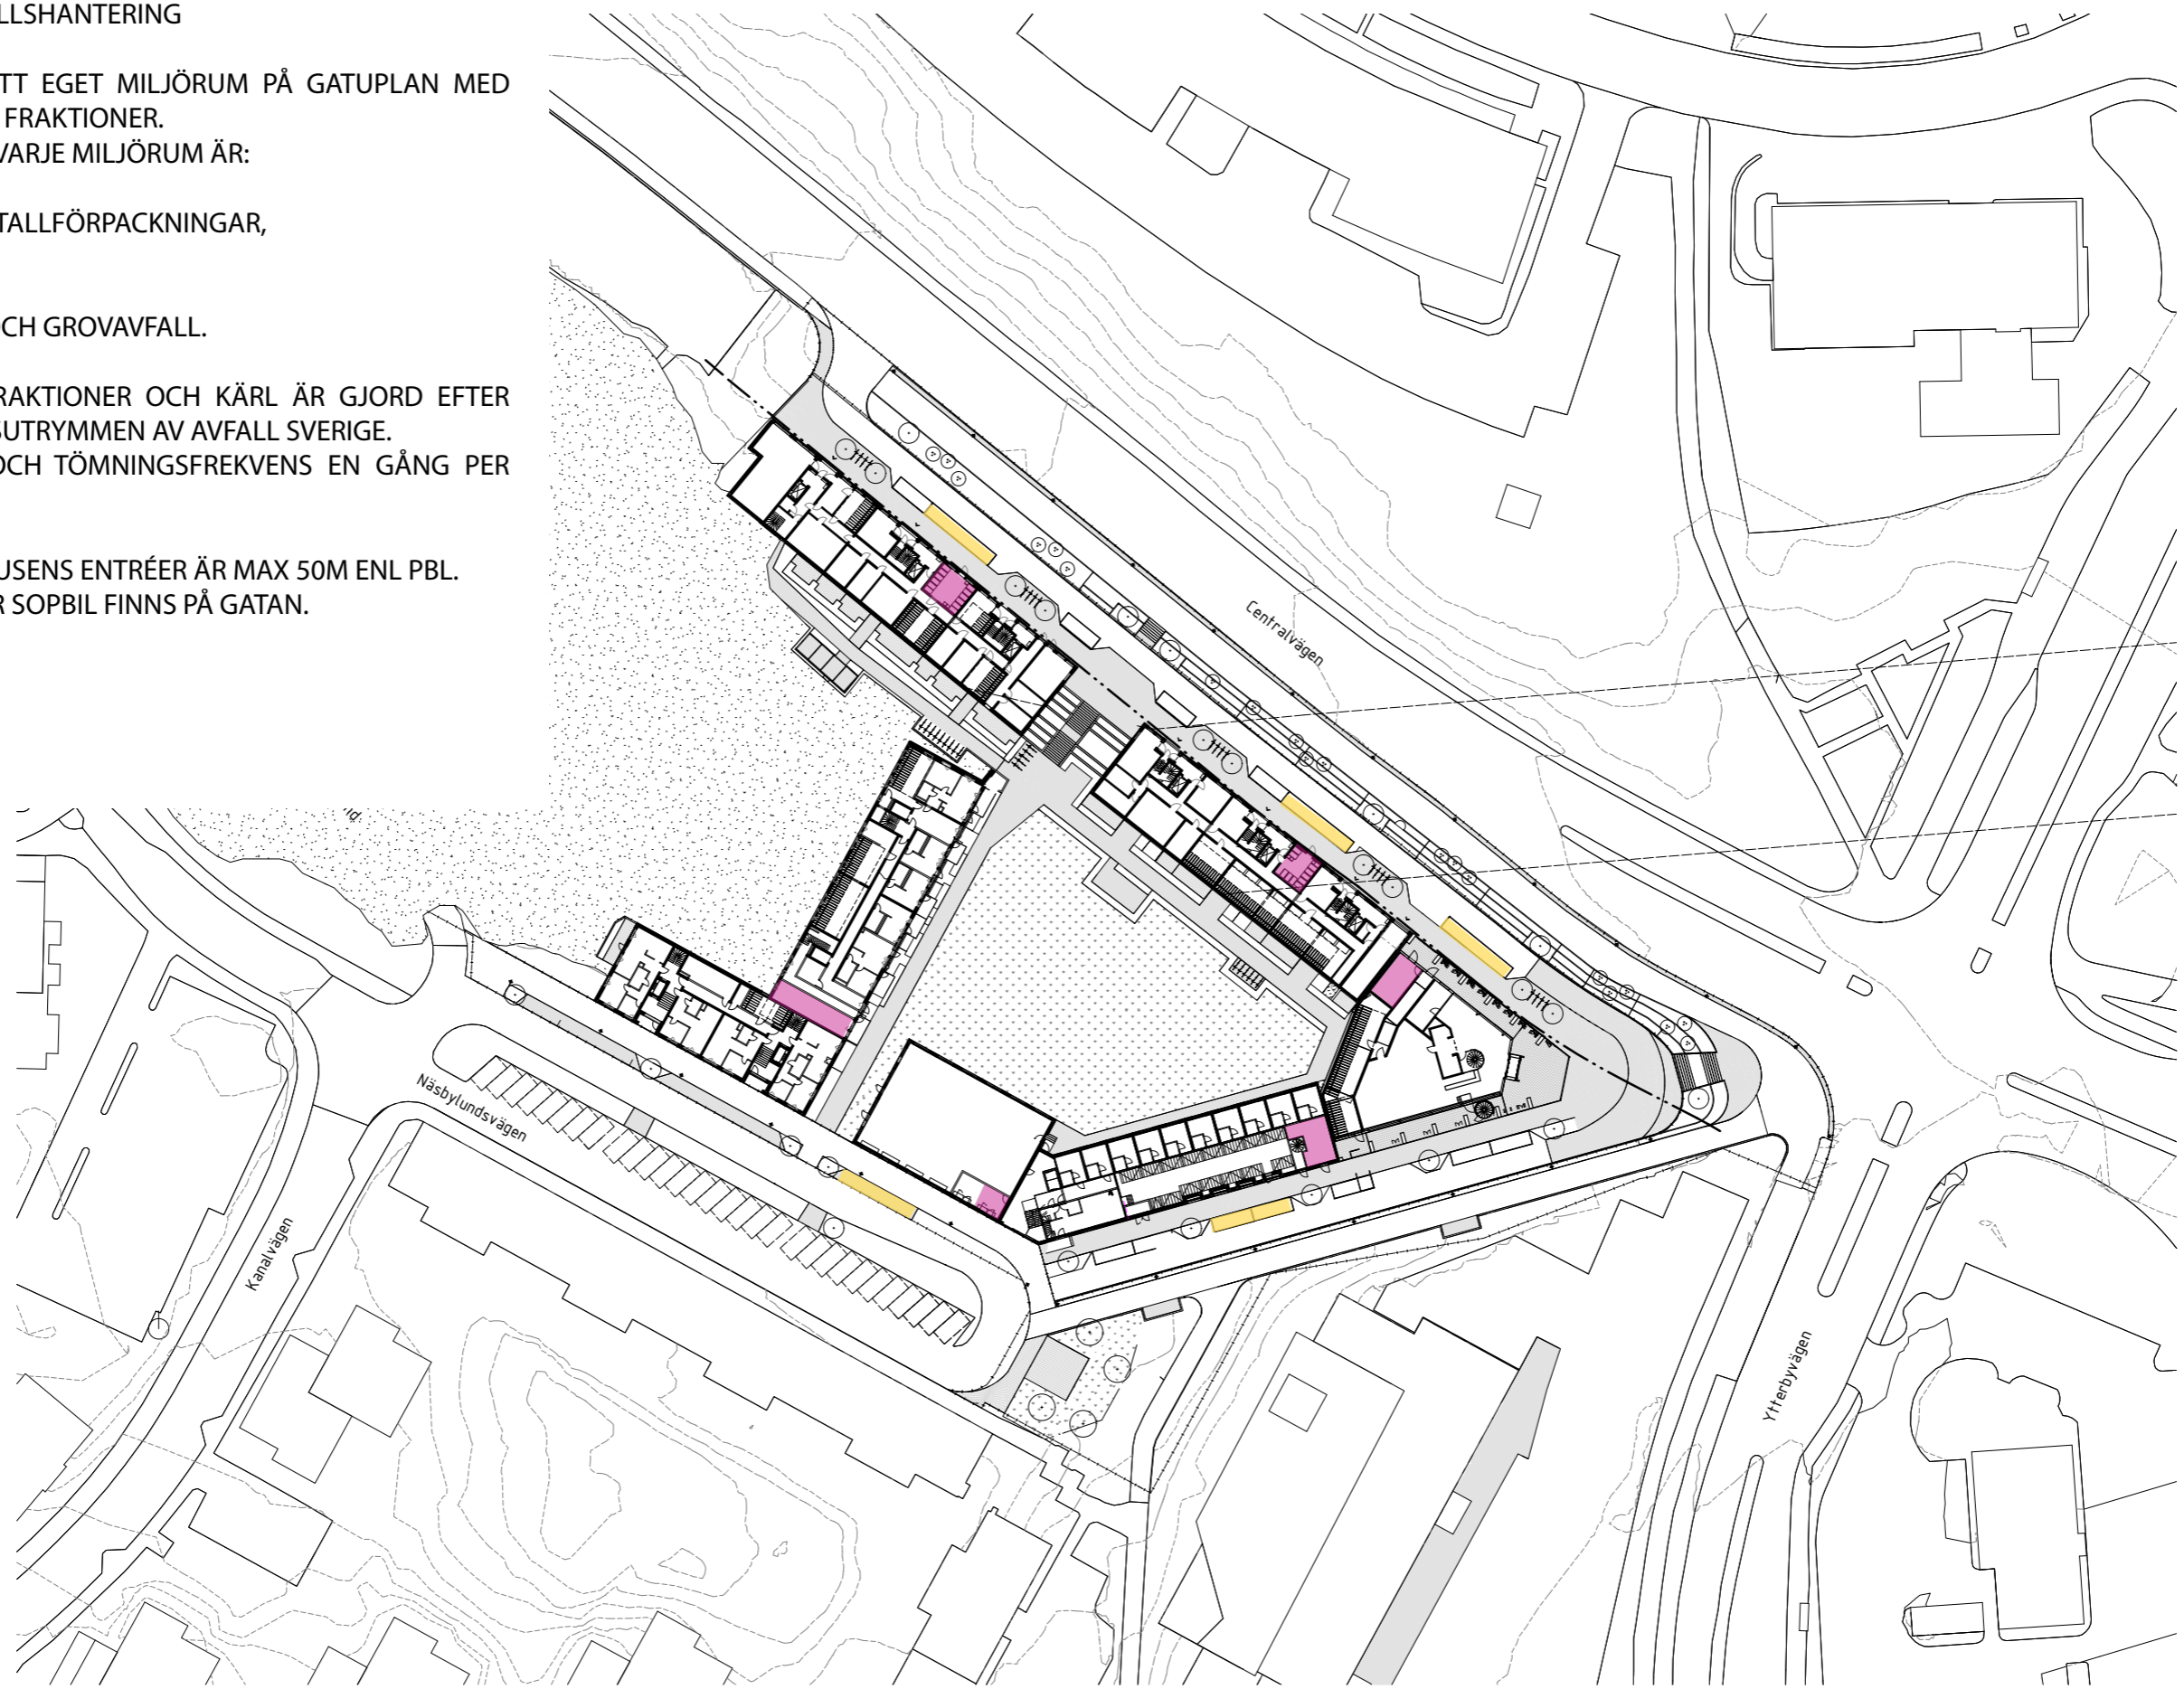 LLSHANTERING
TT EGET MILJÖRUM PÅ GATUPLAN MED
FRAKTIONER.
VARJE MILJÖRUM ÄR:
TALLFÖRPACKNINGAR,
CH GROVAVFALL.
RAKTIONER OCH KÄRL ÄR GJORD EFTER
SUTRYMMEN AV AVFALL SVERIGE.
OCH TÖMNINGSFREKVENS EN GÅNG PER
USENS ENTRÉER ÄR MAX 50M ENL PBL.
R SOPBIL FINNS PÅ GATAN.
Centralvägen
nd
Näsbylundsvägen
Kanalvägen
Ytterbyvägen